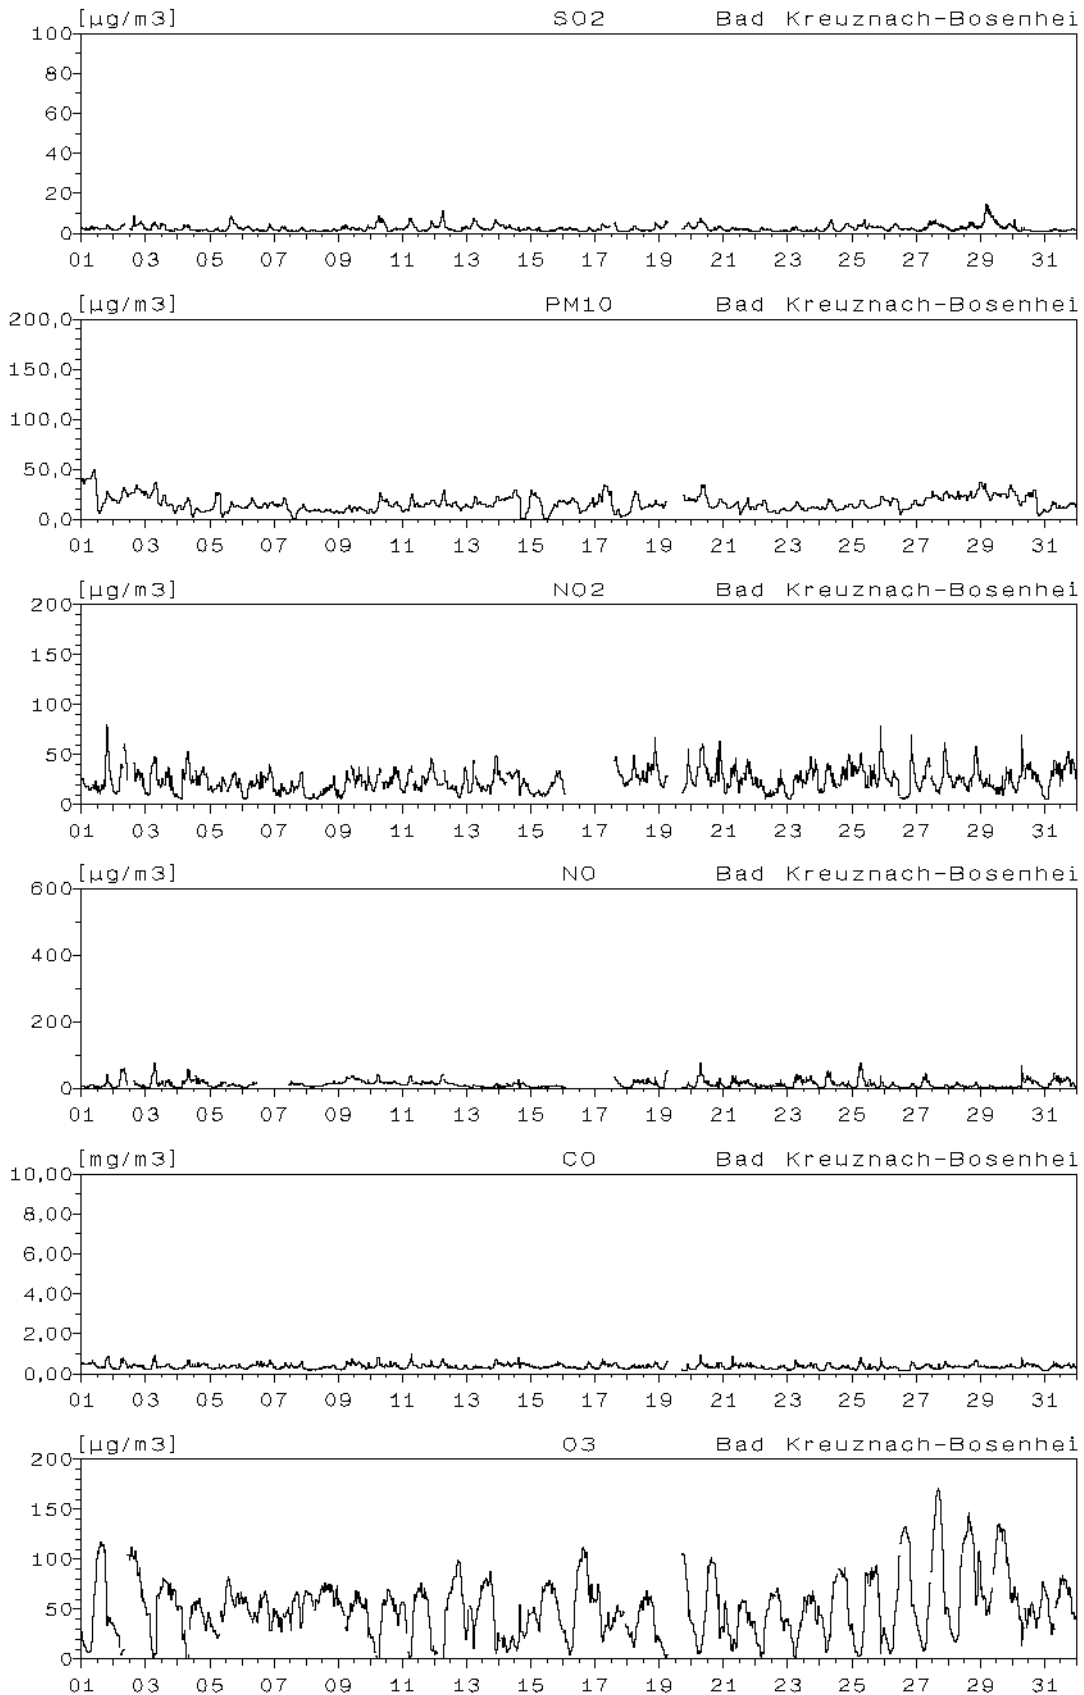 [µg/m3] SO2 Bad Kreuznach-Bosenhei
100
80
60
40
20
0
01 03 05 07 09 11 13 15 17 19 21 23 25 27 29 31
[µg/m3] PM10 Bad Kreuznach-Bosenhei
200,0
150,0
100,0
50,0
0,0
01 03 05 07 09 11 13 15 17 19 21 23 25 27 29 31
[µg/m3] NO2 Bad Kreuznach-Bosenhei
200
150
100
50
0
01 03 05 07 09 11 13 15 17 19 21 23 25 27 29 31
[µg/m3] NO Bad Kreuznach-Bosenhei
600
400
200
0
01 03 05 07 09 11 13 15 17 19 21 23 25 27 29 31
[mg/m3] CO Bad Kreuznach-Bosenhei
10,00
8,00
6,00
4,00
2,00
0,00
01 03 05 07 09 11 13 15 17 19 21 23 25 27 29 31
[µg/m3] O3 Bad Kreuznach-Bosenhei
200
150
100
50
0
01 03 05 07 09 11 13 15 17 19 21 23 25 27 29 31